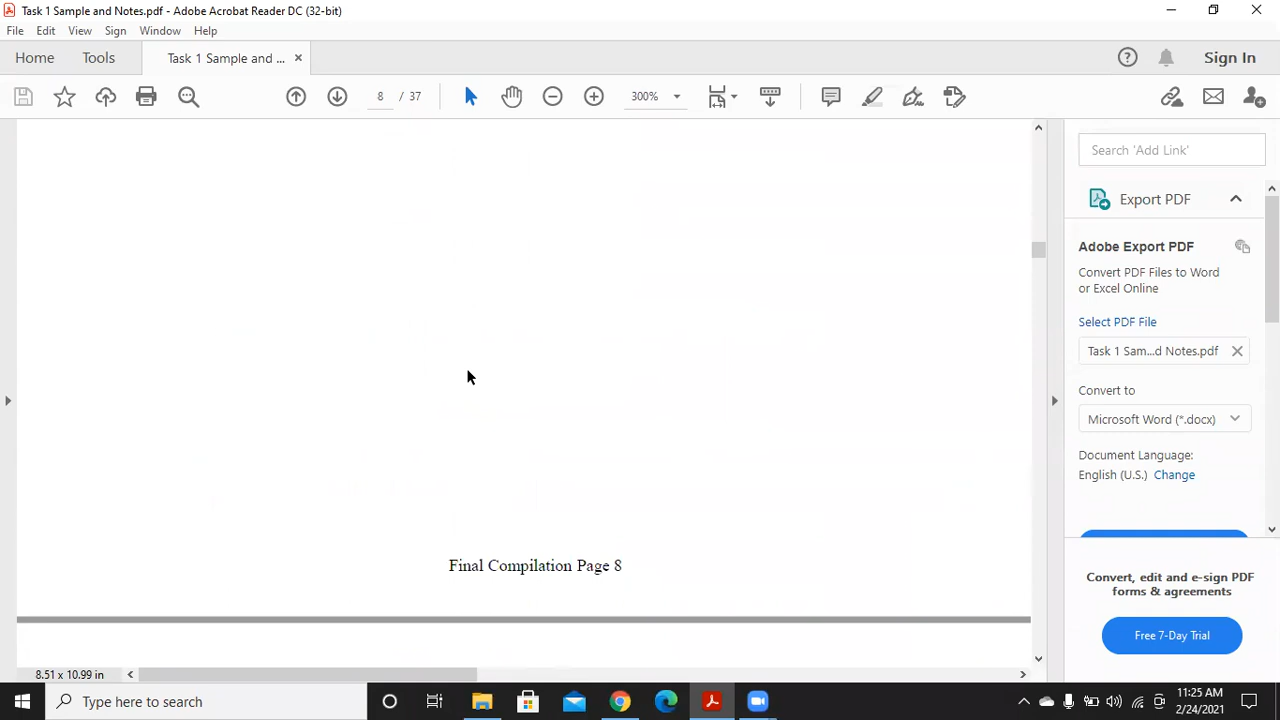 Task 1 Sample and Notes.pdf - Adobe Acrobat Reader DC (32-bit)
File Edit View Sign Window Help
Home Tools Task 1 Sample and ... Sign In
8 / 37 300%
Search 'Add Link'
Export PDF
Adobe Export PDF
Convert PDF Files to Word
or Excel Online
Select PDF File
Task 1 Sam...d Notes.pdf
Convert to
Microsoft Word (*.docx)
Document Language:
English (U.S.) Change
Final Compilation Page 8
Convert, edit and e-sign PDF
forms & agreements
Free 7-Day Trial
8.51 x 10.99 in
Type here to search
11:25 AM
2/24/2021